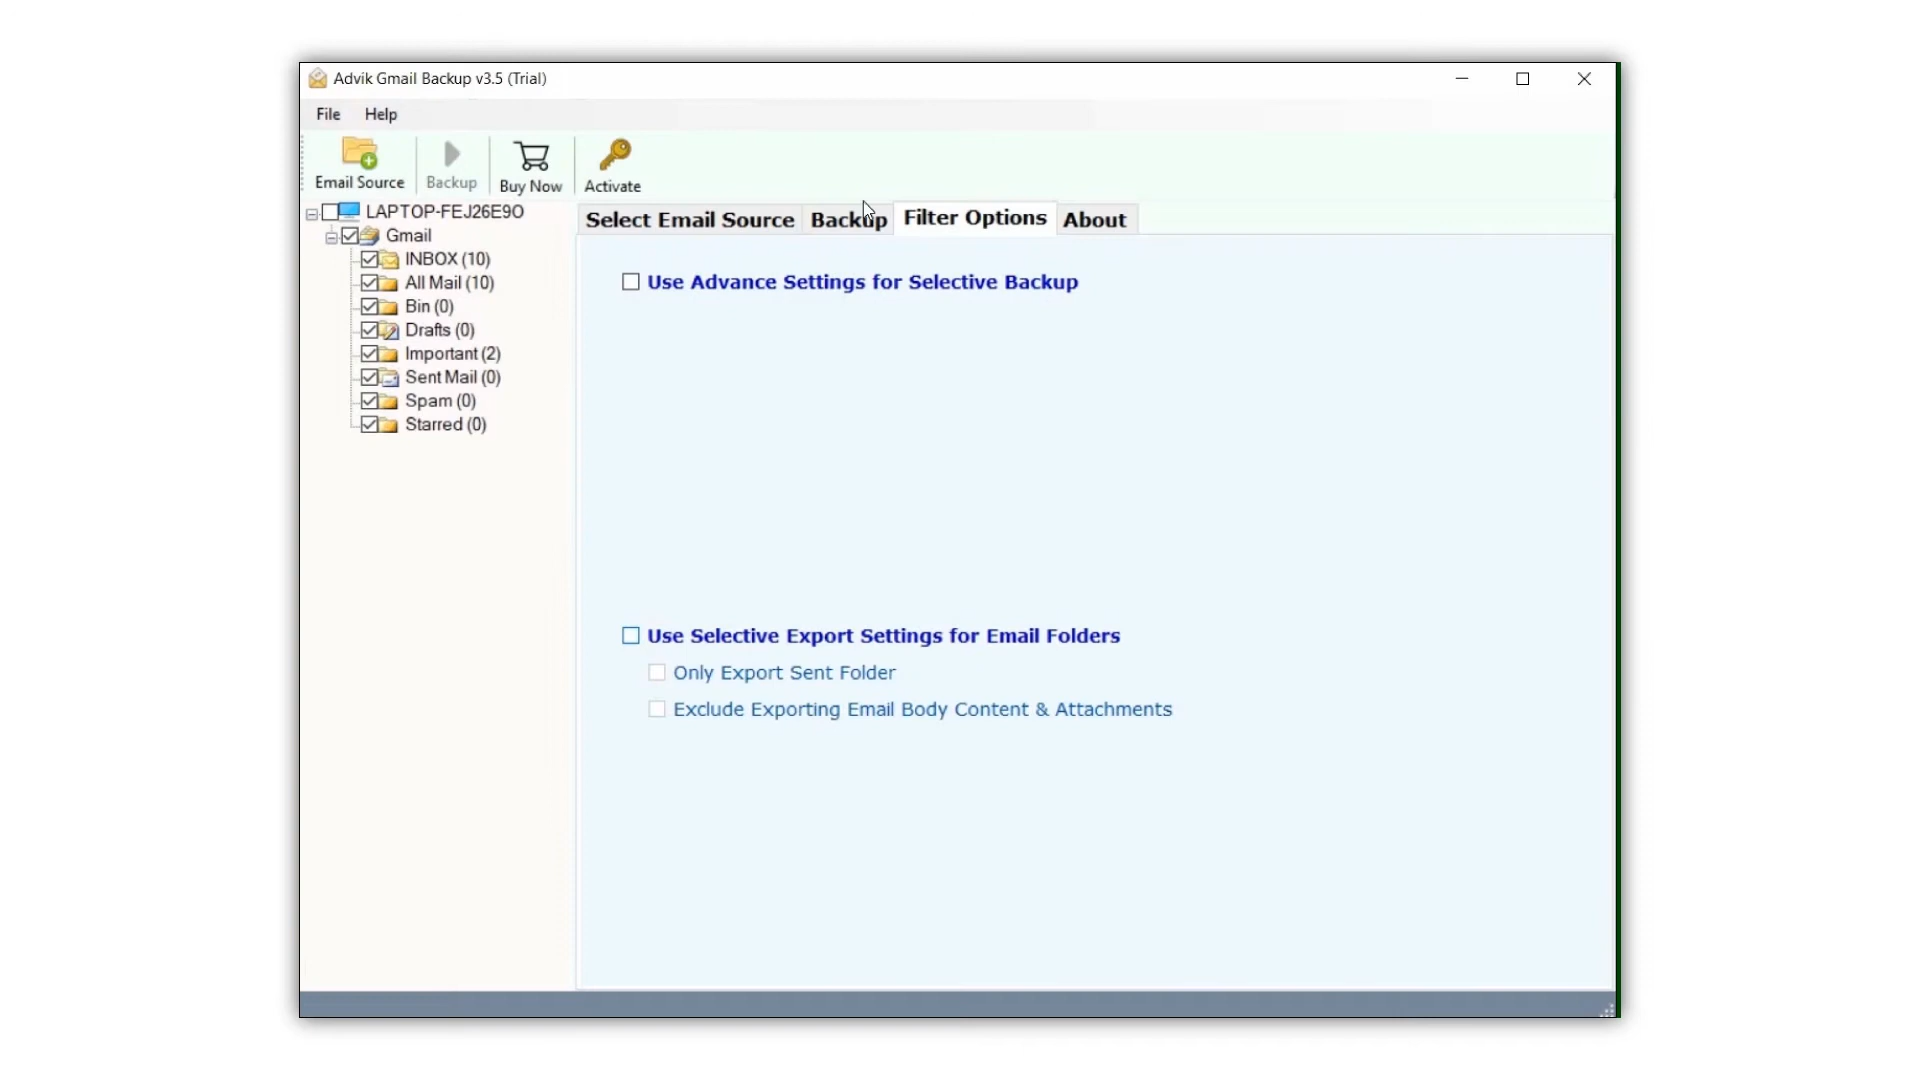 Advik Gmail Backup v3.5 (Trial)
File Help
Email Source Backup Buy Now Activate
LAPTOP-FEJ26E9O
Gmail
INBOX (10)
All Mail (10)
Bin (0)
Drafts (0)
Important (2)
Sent Mail (0)
Spam (0)
Starred (0)
Select Email Source Backup Filter Options About
Use Advance Settings for Selective Backup
Use Selective Export Settings for Email Folders
Only Export Sent Folder
Exclude Exporting Email Body Content & Attachments